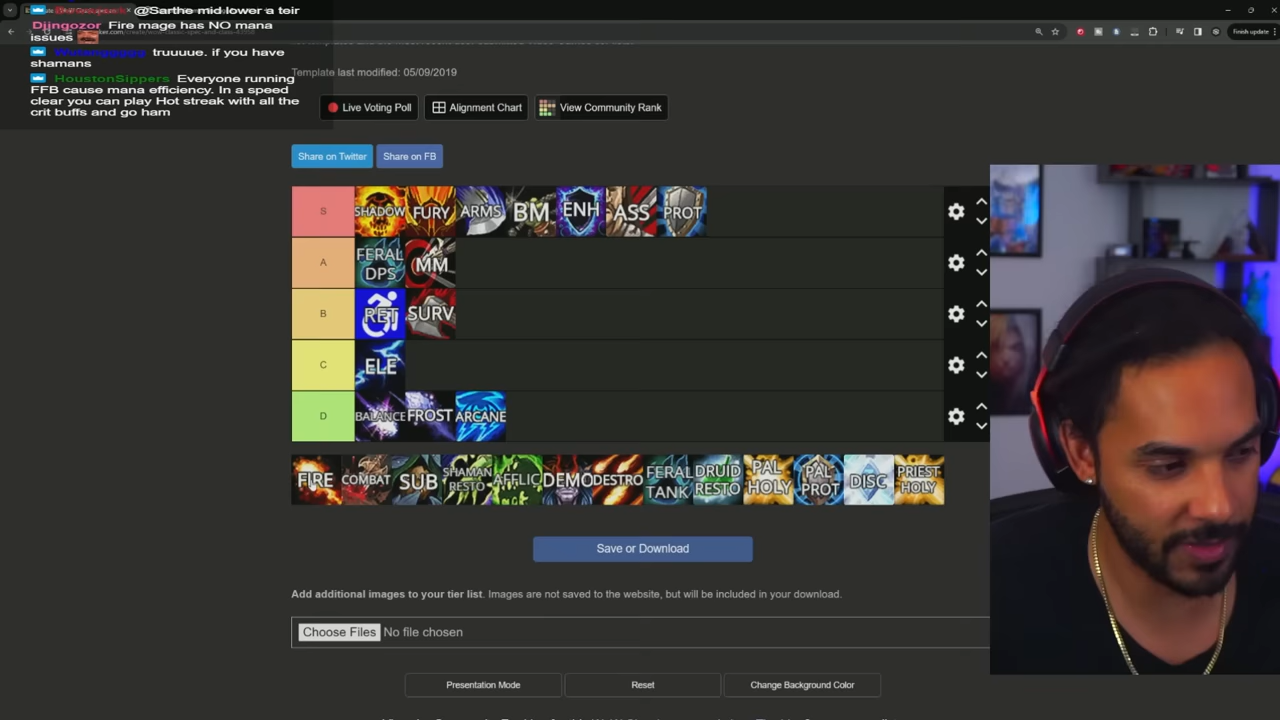 @Sarthe mid lower a teir
Djingozor Fire mage has NO mana
issues
truuuue. if you have
shamans
HoustonSippers Everyone running
FFB cause mana efficiency. In a speed
clear you can play Hot streak with all the
crit buffs and go ham
Finish update
Template last modified: 05/09/2019
Live Voting Poll
Alignment Chart
View Community Rank
Share on Twitter
Share on FB
S SHADOW FURY ARMS BM ENH ASS PROT
A FERAL DPS MM
B RET SURV
C ELE
D BALANCE FROST ARCANE
FIRE COMBAT SUB SHAMAN RESTO AFFLIC DEMO DESTRO FERAL TANK DRUID RESTO PAL HOLY PAL PROT DISC PRIEST HOLY
Save or Download
Add additional images to your tier list. Images are not saved to the website, but will be included in your download.
Choose Files No file chosen
Presentation Mode
Reset
Change Background Color